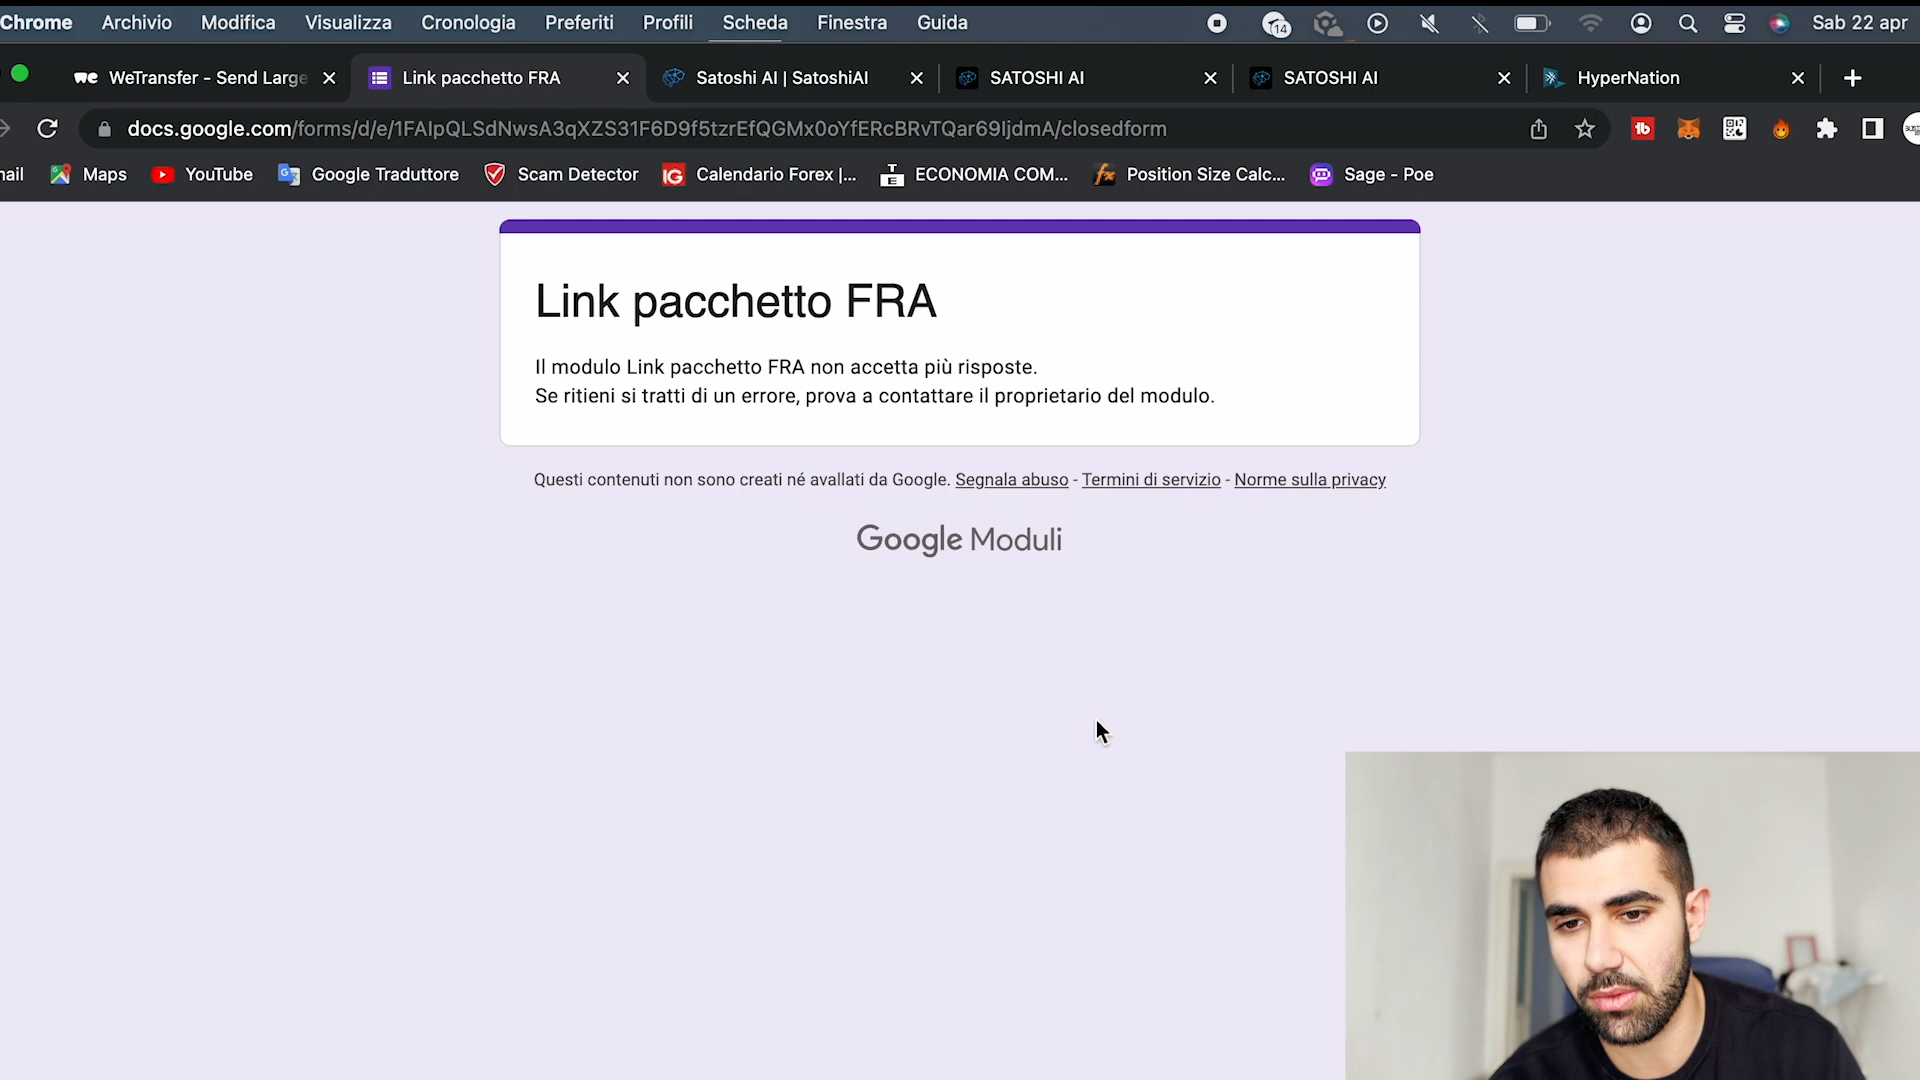 Chrome Archivio Modifica Visualizza Cronologia Preferiti Profili Scheda Finestra Guida 14 Sab 22 apr
WeTransfer - Send Large Link pacchetto FRA Satoshi AI | SatoshiAI SATOSHI AI SATOSHI AI HyperNation
docs.google.com/forms/d/e/1FAIpQLSdNwsA3qXZS31F6D9f5tzrEfQGMx0oYfERcBRvTQar69IjdmA/closedform
mail Maps YouTube Google Traduttore Scam Detector Calendario Forex |... ECONOMIA COM... Position Size Calc... Sage - Poe
Link pacchetto FRA
Il modulo Link pacchetto FRA non accetta più risposte.
Se ritieni si tratti di un errore, prova a contattare il proprietario del modulo.
Questi contenuti non sono creati né avallati da Google. Segnala abuso - Termini di servizio - Norme sulla privacy
Google Moduli